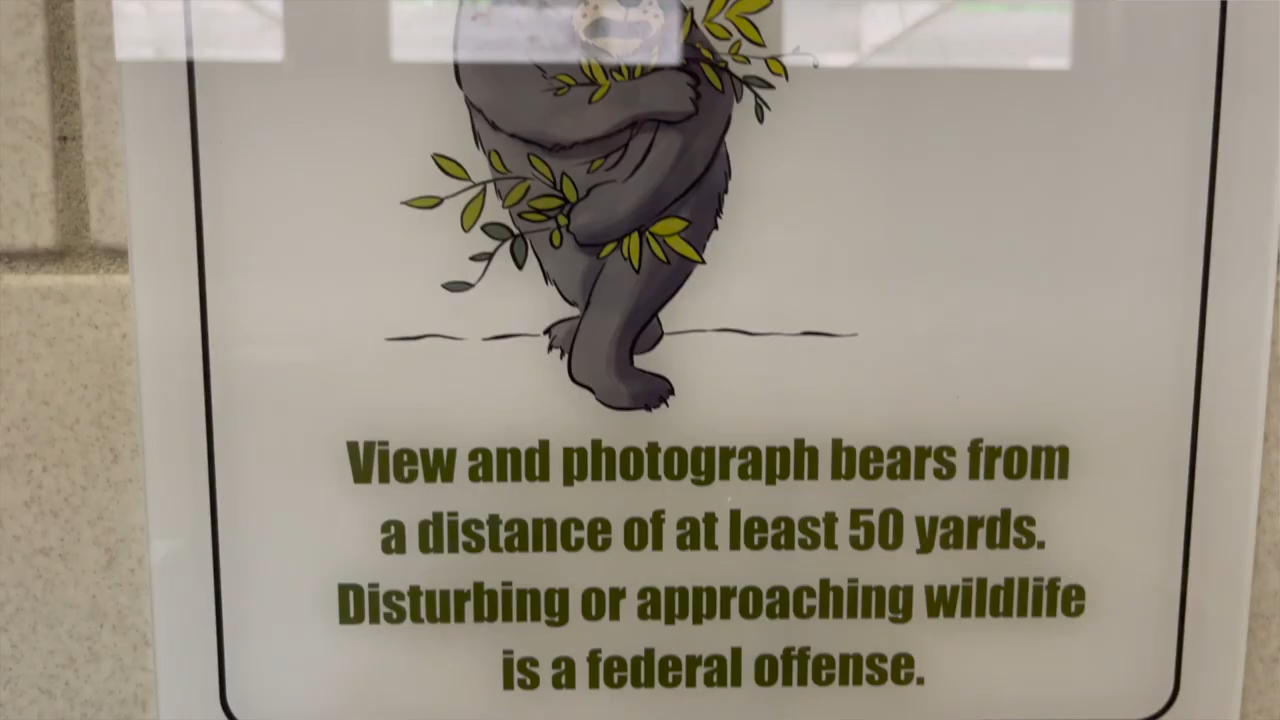 View and photograph bears from
a distance of at least 50 yards.
Disturbing or approaching wildlife
is a federal offense.